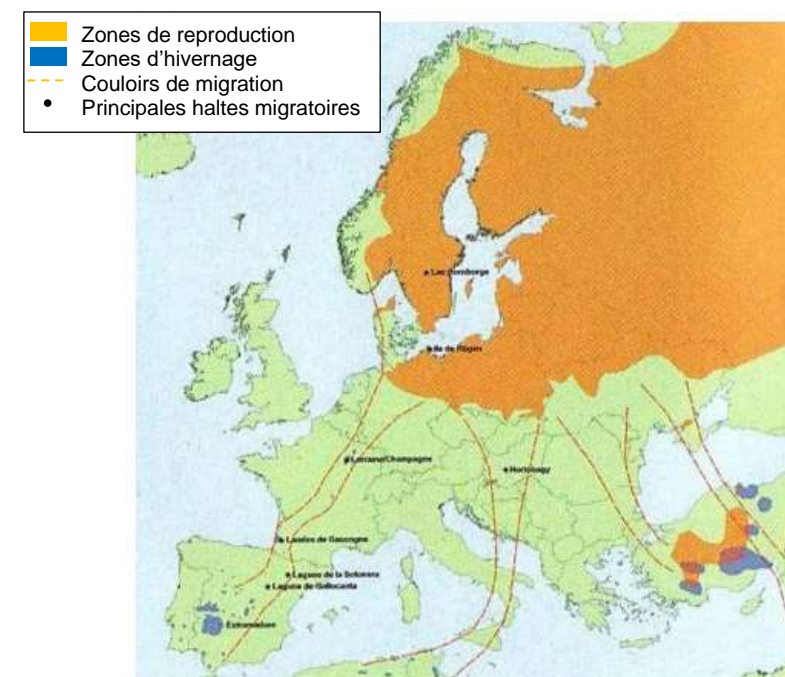 Zones de reproduction
Zones d'hivernage
Couloirs de migration
Principales haltes migratoires
Lac Hornborga
Ile de Rügen
Lorraine/Champagne
Hortobagy
Landes de Gascogne
Laguna de la Sotonera
Laguna de Gallocanta
Extremadure